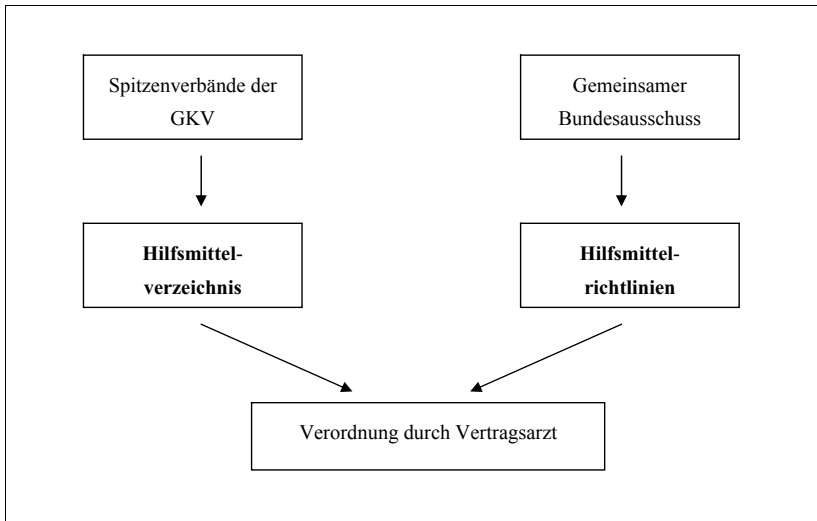 Spitzenverbände der
GKV
Gemeinsamer
Bundesausschuss
Hilfsmittel-
verzeichnis
Hilfsmittel-
richtlinien
Verordnung durch Vertragsarzt